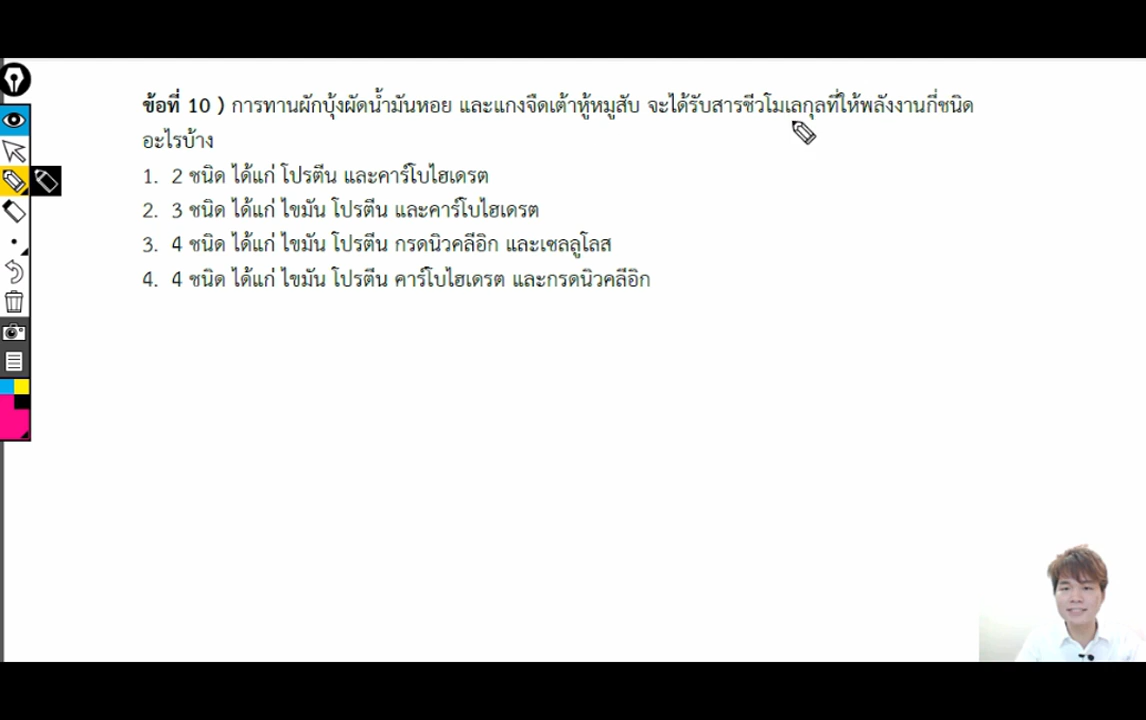 ข้อที่ 10 ) การทานผักบุ้งผัดน้ำมันหอย และแกงจืดเต้าหู้หมูสับ จะได้รับสารชีวโมเลกุลที่ให้พลังงานกี่ชนิด
อะไรบ้าง
1. 2 ชนิด ได้แก่ โปรตีน และคาร์โบไฮเดรต
2. 3 ชนิด ได้แก่ ไขมัน โปรตีน และคาร์โบไฮเดรต
3. 4 ชนิด ได้แก่ ไขมัน โปรตีน กรดนิวคลีอิก และเซลลูโลส
4. 4 ชนิด ได้แก่ ไขมัน โปรตีน คาร์โบไฮเดรต และกรดนิวคลีอิก